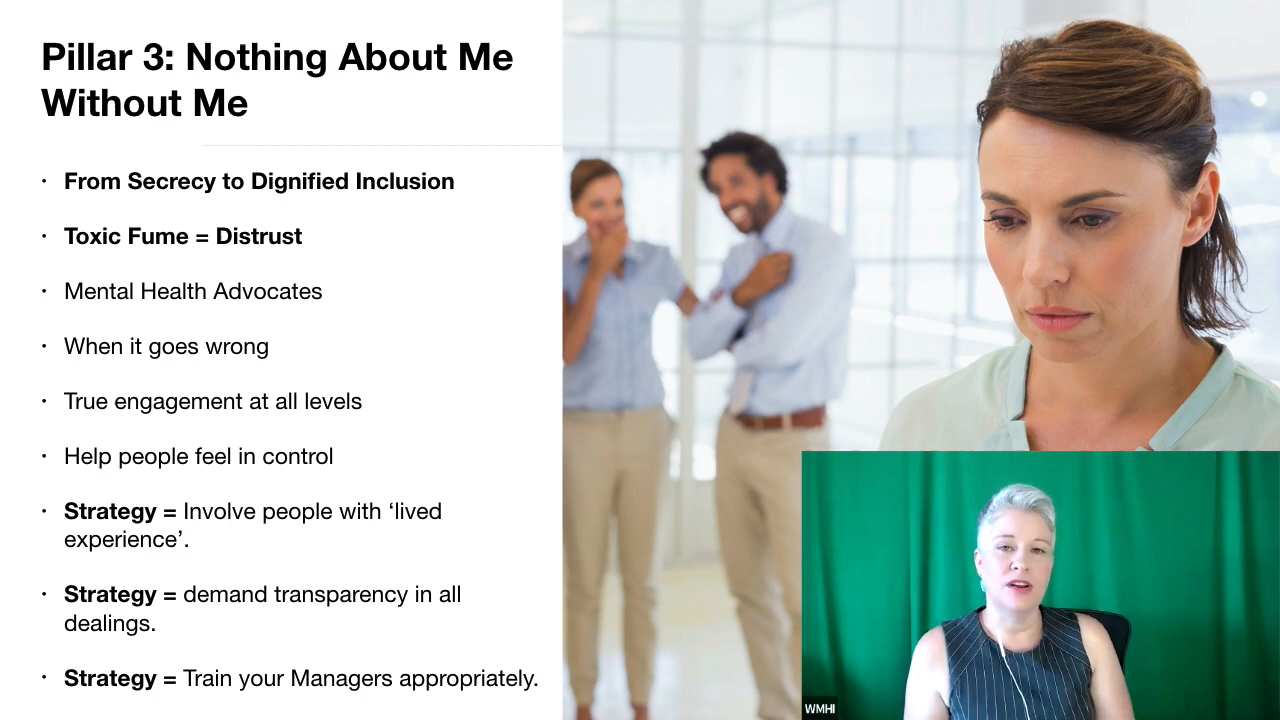 Pillar 3: Nothing About Me
Without Me
• From Secrecy to Dignified Inclusion
• Toxic Fume = Distrust
• Mental Health Advocates
• When it goes wrong
• True engagement at all levels
• Help people feel in control
• Strategy = Involve people with ‘lived
experience’.
• Strategy = demand transparency in all
dealings.
• Strategy = Train your Managers appropriately.
WMHI